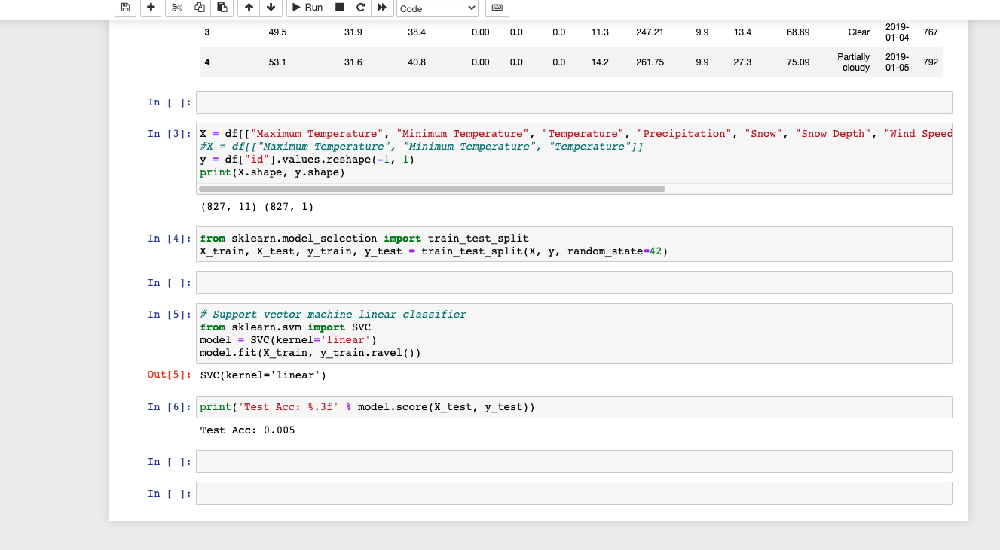 Run
Code
3 49.5 31.9 38.4 0.00 0.0 0.0 11.3 247.21 9.9 13.4 68.89 Clear 2019-01-04 767
4 53.1 31.6 40.8 0.00 0.0 0.0 14.2 261.75 9.9 27.3 75.09 Partially cloudy 2019-01-05 792
In [ ]:
In [3]: X = df[["Maximum Temperature", "Minimum Temperature", "Temperature", "Precipitation", "Snow", "Snow Depth", "Wind Speed
#X = df[["Maximum Temperature", "Minimum Temperature", "Temperature"]]
y = df["id"].values.reshape(-1, 1)
print(X.shape, y.shape)
(827, 11) (827, 1)
In [4]: from sklearn.model_selection import train_test_split
X_train, X_test, y_train, y_test = train_test_split(X, y, random_state=42)
In [ ]:
In [5]: # Support vector machine linear classifier
from sklearn.svm import SVC
model = SVC(kernel='linear')
model.fit(X_train, y_train.ravel())
Out[5]: SVC(kernel='linear')
In [6]: print('Test Acc: %.3f' % model.score(X_test, y_test))
Test Acc: 0.005
In [ ]:
In [ ]: